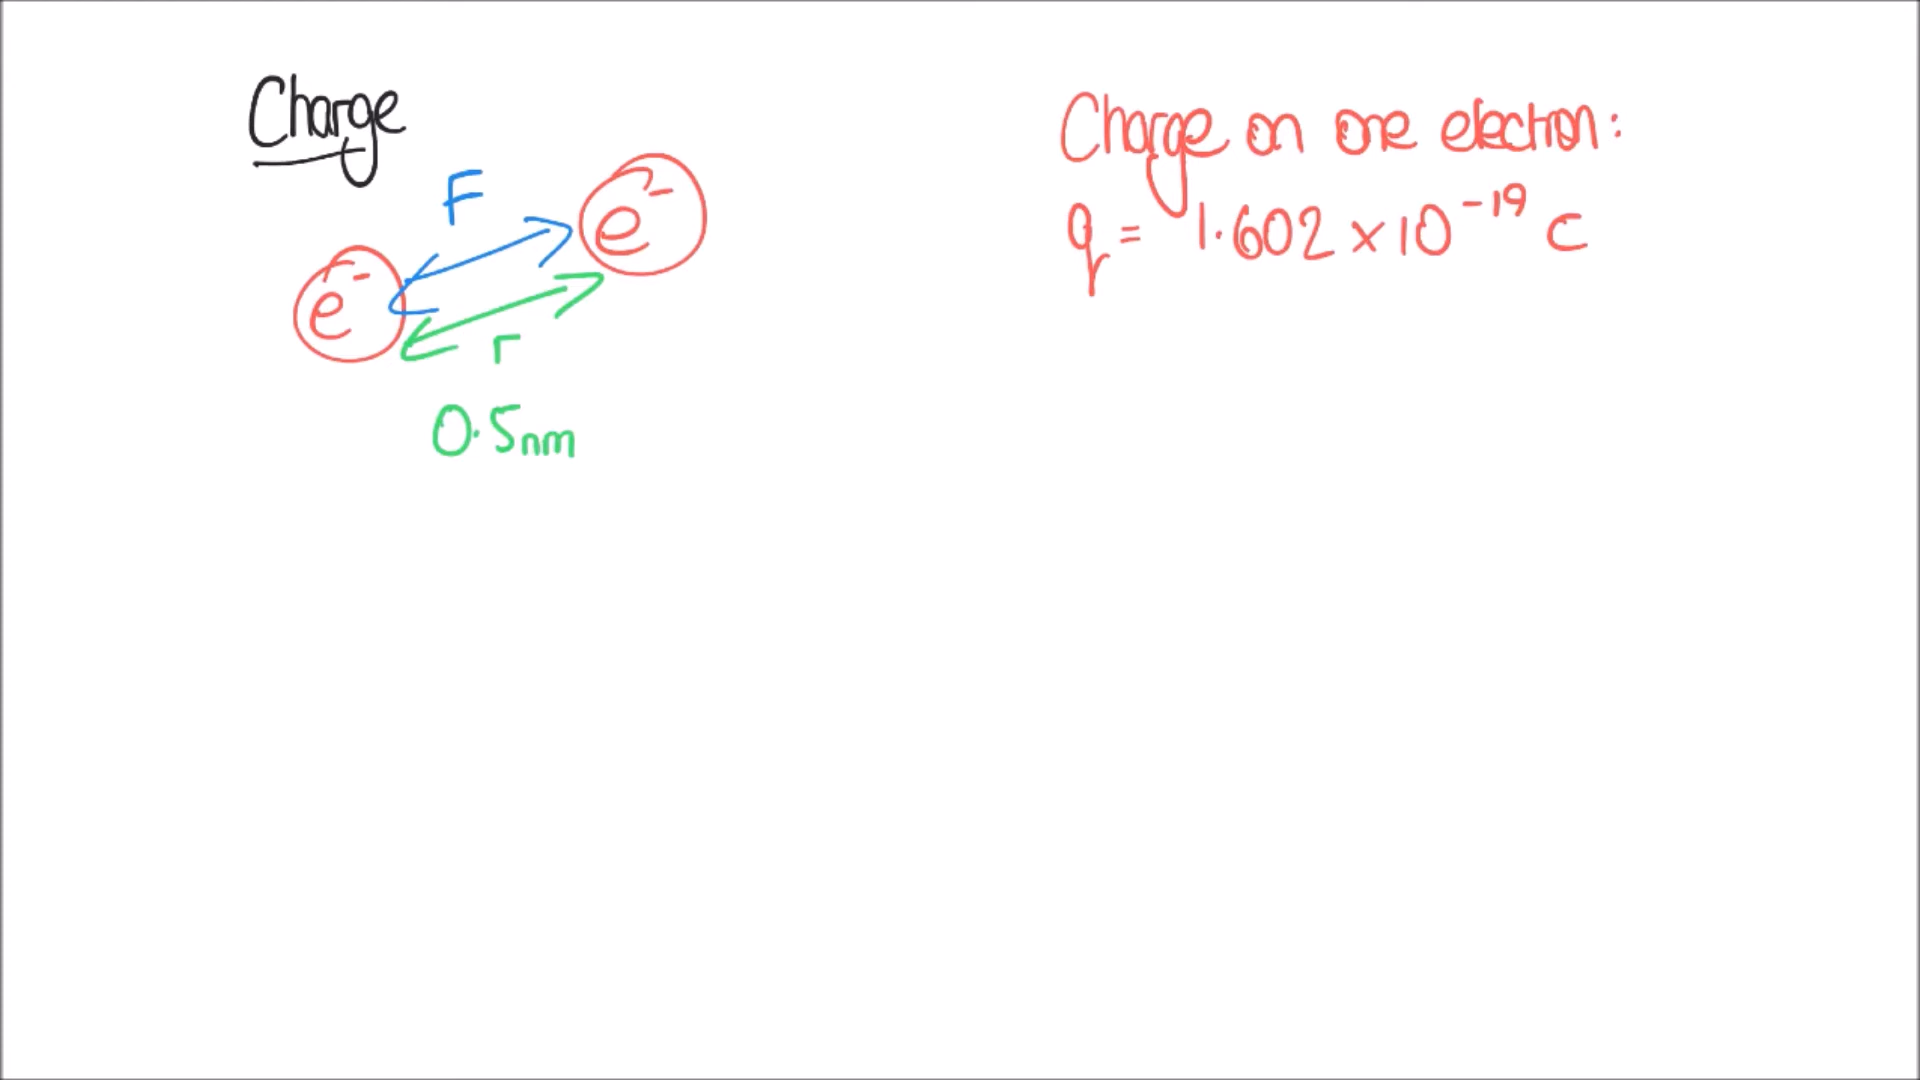 Charge
F
e⁻
e⁻
r
0.5nm
Charge on one electron:
q = 1.602 × 10⁻¹⁹ C